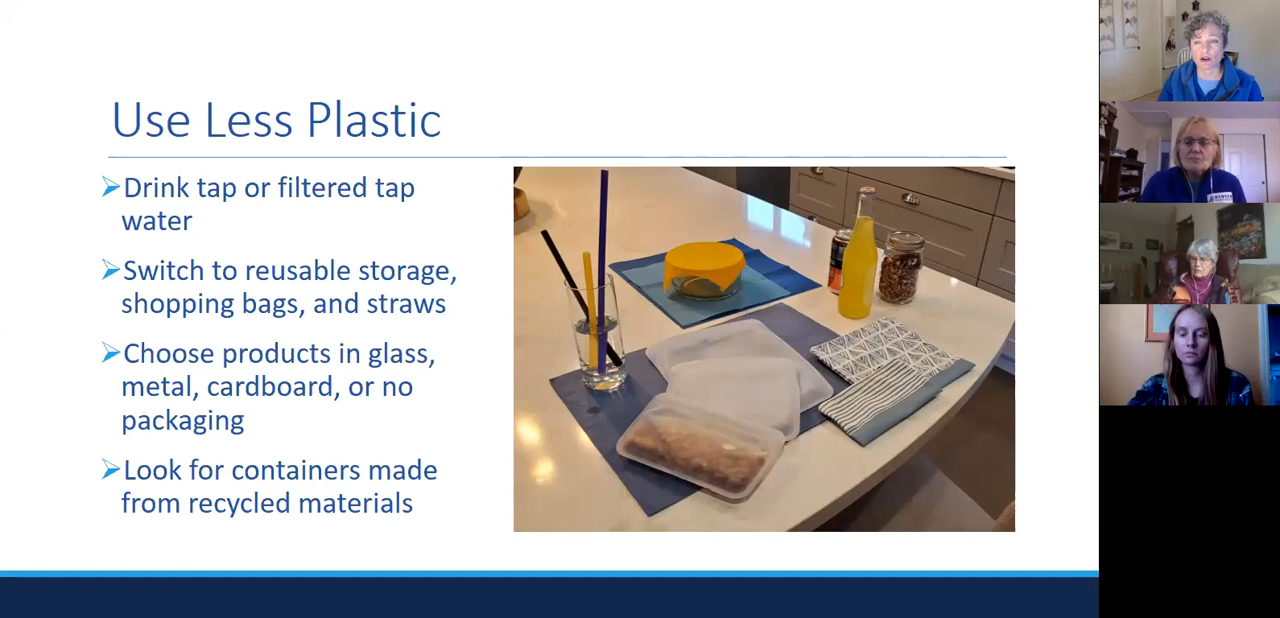 Use Less Plastic
Drink tap or filtered tap
water
Switch to reusable storage,
shopping bags, and straws
Choose products in glass,
metal, cardboard, or no
packaging
Look for containers made
from recycled materials